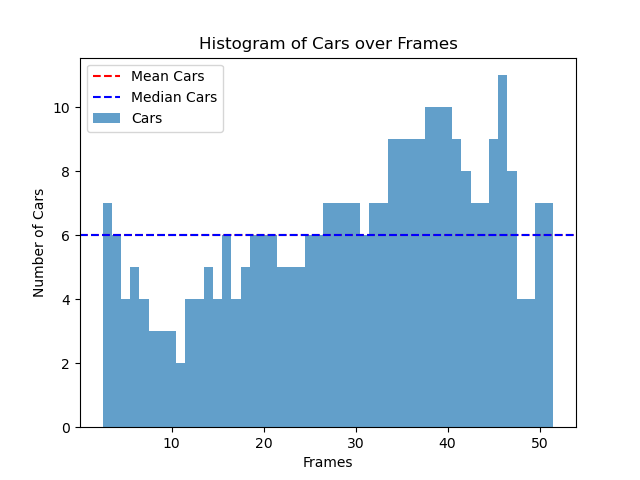 Histogram of Cars over Frames
Mean Cars
Median Cars
Cars
Number of Cars
10
8
6
4
2
0
10 20 30 40 50
Frames